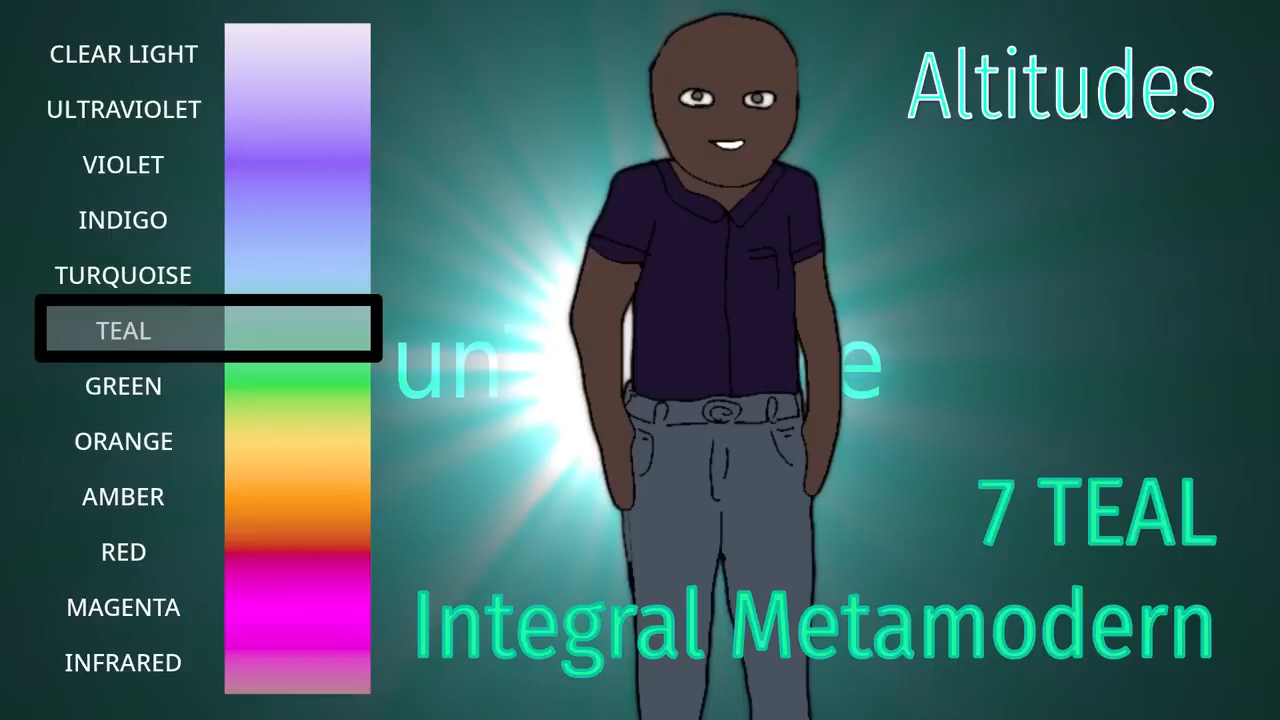 CLEAR LIGHT
ULTRAVIOLET
VIOLET
INDIGO
TURQUOISE
TEAL
GREEN
ORANGE
AMBER
RED
MAGENTA
INFRARED
Altitudes
7 TEAL
Integral Metamodern